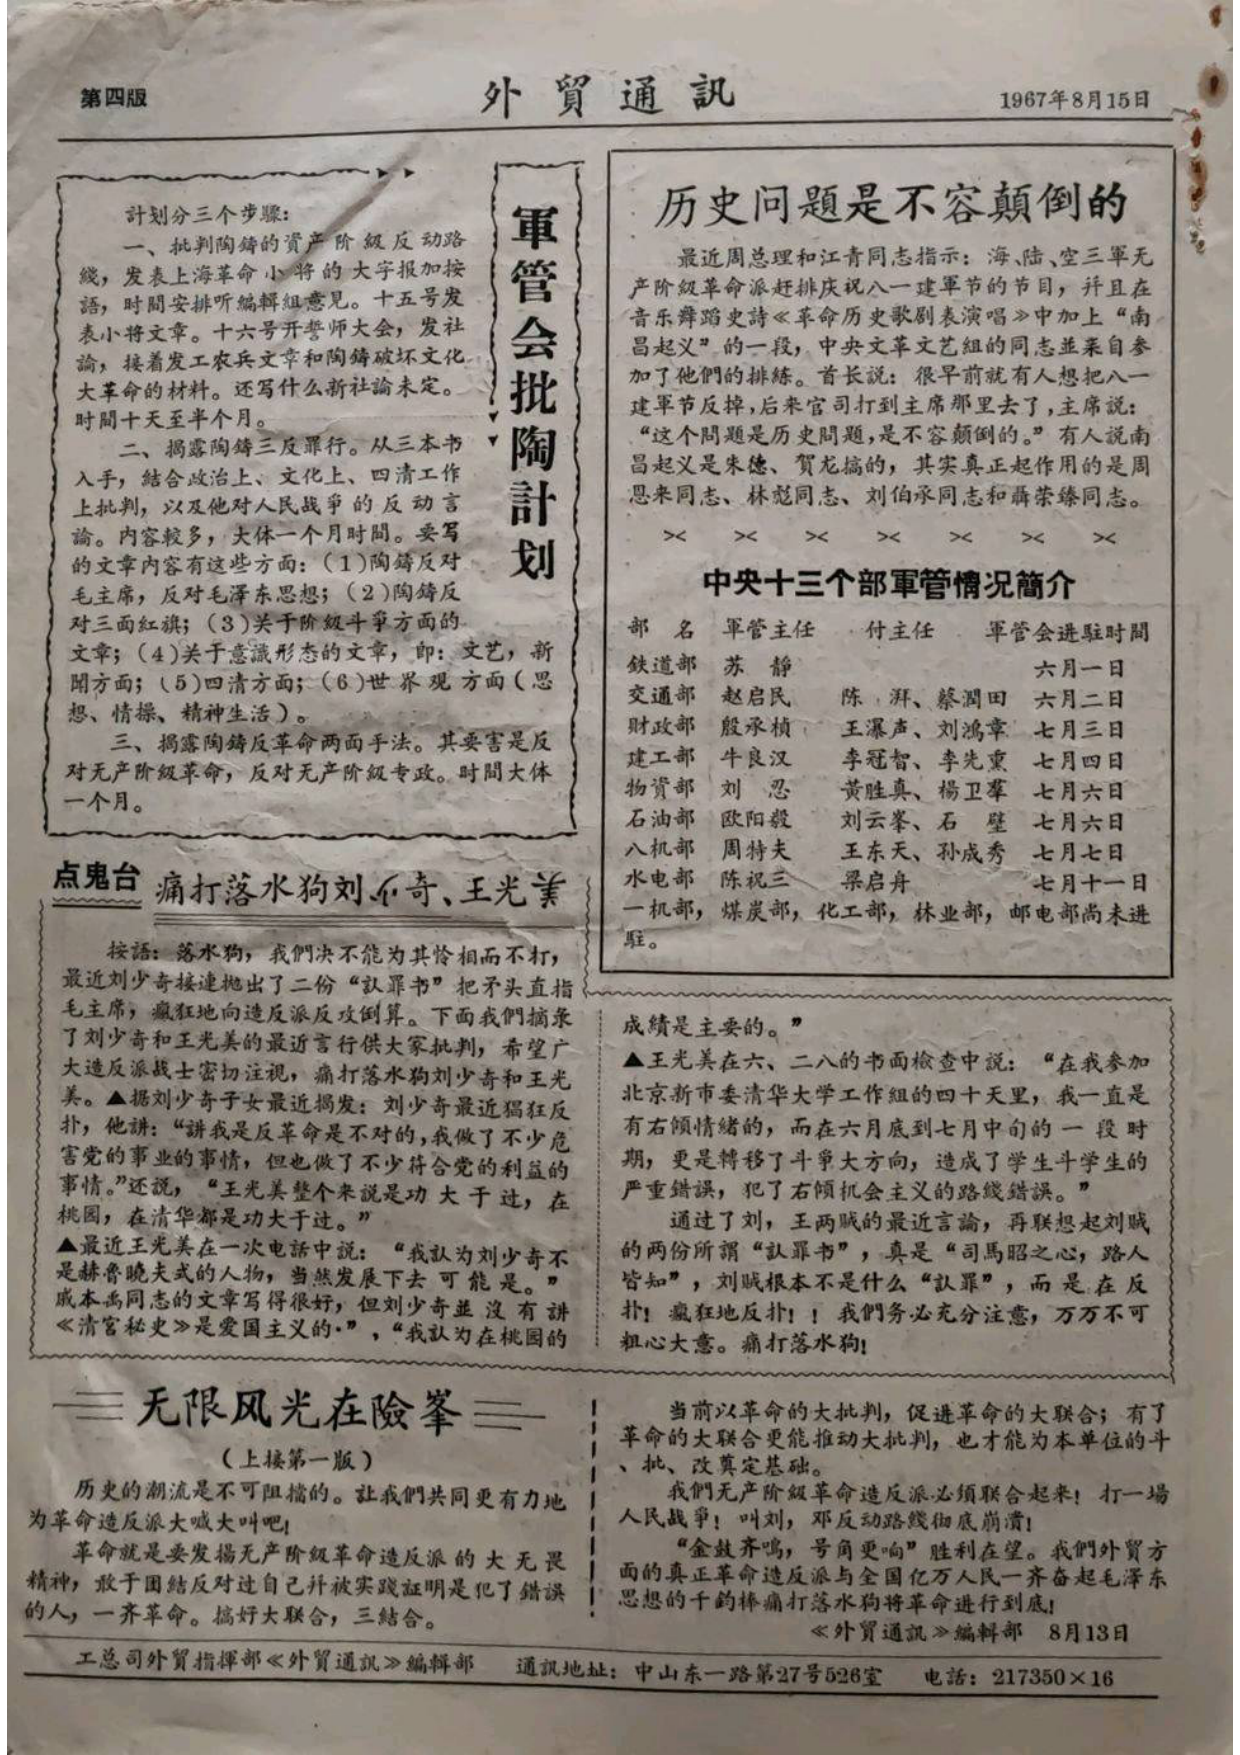 第四版
外貿通訊
1967年8月15日
軍管会批陶計划
計划分三个步驟：
一、批判陶鋳的資产阶級反动路
綫，发表上海革命小将的大字报加按
語，时間安排听編輯組意見。十五号发
表小将文章。十六号开誓师大会，发社
論，接着发工农兵文章和陶鋳破坏文化
大革命的材料。还写什么新社論未定。
时間十天至半个月。
二、揭露陶鋳三反罪行。从三本书
入手，結合政治上、文化上、四清工作
上批判，以及他对人民战爭的反动言
論。内容較多，大体一个月时間。要写
的文章内容有这些方面：（1）陶鋳反对
毛主席，反对毛澤东思想；（2）陶鋳反
对三面紅旗；（3）关于阶級斗爭方面的
文章；（4）关于意識形态的文章，即：文艺，新
聞方面；（5）四清方面；（6）世界观方面（思
想、情操、精神生活）。
三、揭露陶鋳反革命两面手法。其要害是反
对无产阶級革命，反对无产阶級专政。时間大体
一个月。
历史问題是不容顛倒的
最近周总理和江青同志指示：海、陆、空三軍无
产阶級革命派赶排庆祝八一建軍节的节目，幷且在
音乐舞蹈史詩≪革命历史歌剧表演唱≫中加上“南
昌起义”的一段，中央文革文艺組的同志並亲自参
加了他們的排練。首长説：很早前就有人想把八一
建軍节反掉，后来官司打到主席那里去了，主席説：
“这个問題是历史問題，是不容顛倒的。”有人説南
昌起义是朱德、賀龙搞的，其实真正起作用的是周
恩来同志、林彪同志、刘伯承同志和聶荣臻同志。
中央十三个部軍管情况簡介
部 名 軍管主任 付主任 軍管会进駐时間
鉄道部 苏 靜 六月一日
交通部 赵启民 陈 湃、蔡潤田 六月二日
財政部 殷承楨 王瀑声、刘鴻章 七月三日
建工部 牛良汉 李冠智、李先熏 七月四日
物資部 刘 忍 黄胜真、楊卫羣 七月六日
石油部 欧阳毅 刘云峯、石 壁 七月六日
八机部 周特夫 王东天、孙成秀 七月七日
水电部 陈祝三 梁启舟 七月十一日
一机部，煤炭部，化工部，林业部，邮电部尚未进
駐。
点鬼台
痛打落水狗刘少奇、王光美
按語：落水狗，我們决不能为其怜相而不打，
最近刘少奇接連抛出了二份“訍罪书”把矛头直指
毛主席，瘋狂地向造反派反攻倒算。下面我們摘录
了刘少奇和王光美的最近言行供大家批判，希望广
大造反派战士密切注視，痛打落水狗刘少奇和王光
美。▲据刘少奇子女最近揭发：刘少奇最近猖狂反
扑，他講：“講我是反革命是不对的，我做了不少危
害党的事业的事情，但也做了不少符合党的利益的
事情。”还説，“王光美整个来説是功大于过，在
桃园，在清华都是功大于过。”
▲最近王光美在一次电話中説：“我訍为刘少奇不
是赫魯曉夫式的人物，当然发展下去可能是。”
戚本禹同志的文章写得很好，但刘少奇並沒有講
≪清宫秘史≫是爱国主义的·”，“我訍为在桃园的
成績是主要的。”
▲王光美在六、二八的书面檢查中説：“在我参加
北京新市委清华大学工作組的四十天里，我一直是
有右傾情緒的，而在六月底到七月中旬的一段时
期，更是轉移了斗爭大方向，造成了学生斗学生的
严重錯誤，犯了右傾机会主义的路綫錯誤。”
通过了刘，王两贼的最近言論，再联想起刘贼
的两份所謂“訍罪书”，真是“司馬昭之心，路人
皆知”，刘贼根本不是什么“訍罪”，而是在反
扑！瘋狂地反扑！！我們务必充分注意，万万不可
粗心大意。痛打落水狗！
无限风光在險峯
（上接第一版）
历史的潮流是不可阻擋的。讓我們共同更有力地
为革命造反派大喊大叫吧！
革命就是要发揚无产阶級革命造反派的大无畏
精神，敢于团結反对过自己幷被实践証明是犯了錯誤
的人，一齐革命。搞好大联合，三結合。
当前以革命的大批判，促进革命的大联合；有了
革命的大联合更能推动大批判，也才能为本单位的斗
、批、改奠定基础。
我們无产阶級革命造反派必須联合起来！打一場
人民战爭！叫刘，邓反动路綫彻底崩潰！
“金鼓齐鳴，号角更响”胜利在望。我們外貿方
面的真正革命造反派与全国亿万人民一齐奋起毛澤东
思想的千鈞棒痛打落水狗将革命进行到底！
≪外貿通訊≫編輯部 8月13日
工总司外貿指揮部≪外貿通訊≫編輯部 通訊地址：中山东一路第27号526室 电話：217350×16